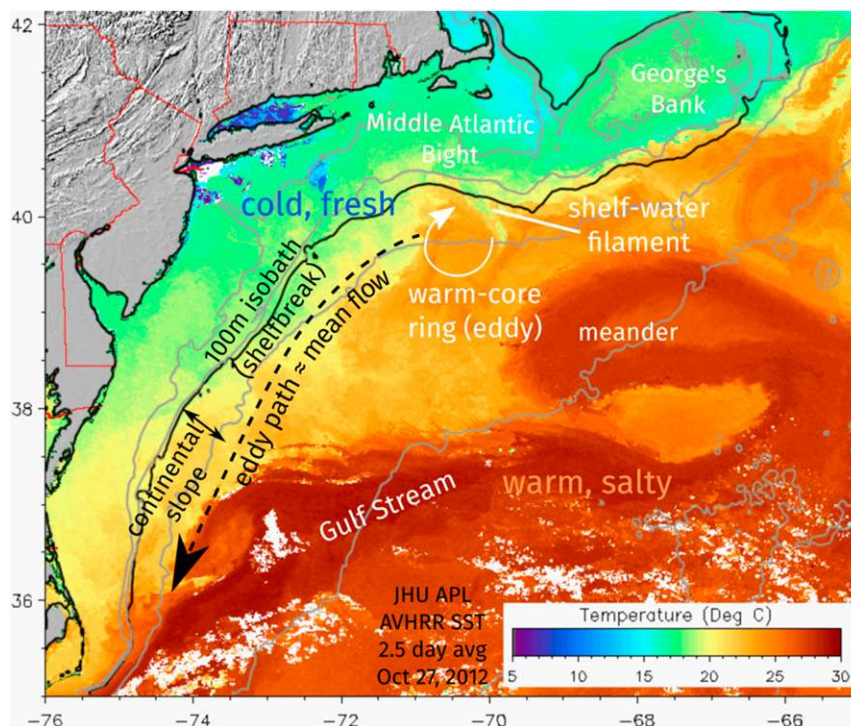 42
41
40
39
38
37
36
-76
-74
-72
-70
-68
-66
George's
Bank
Middle Atlantic
Bight
cold, fresh
shelf-water
filament
100m isobath
(shelfbreak)
eddy path ≈ mean flow
warm-core
ring (eddy)
meander
continental
slope
Gulf Stream
warm, salty
JHU APL
AVHRR SST
2.5 day avg
Oct 27, 2012
Temperature (Deg C)
5 10 15 20 25 30